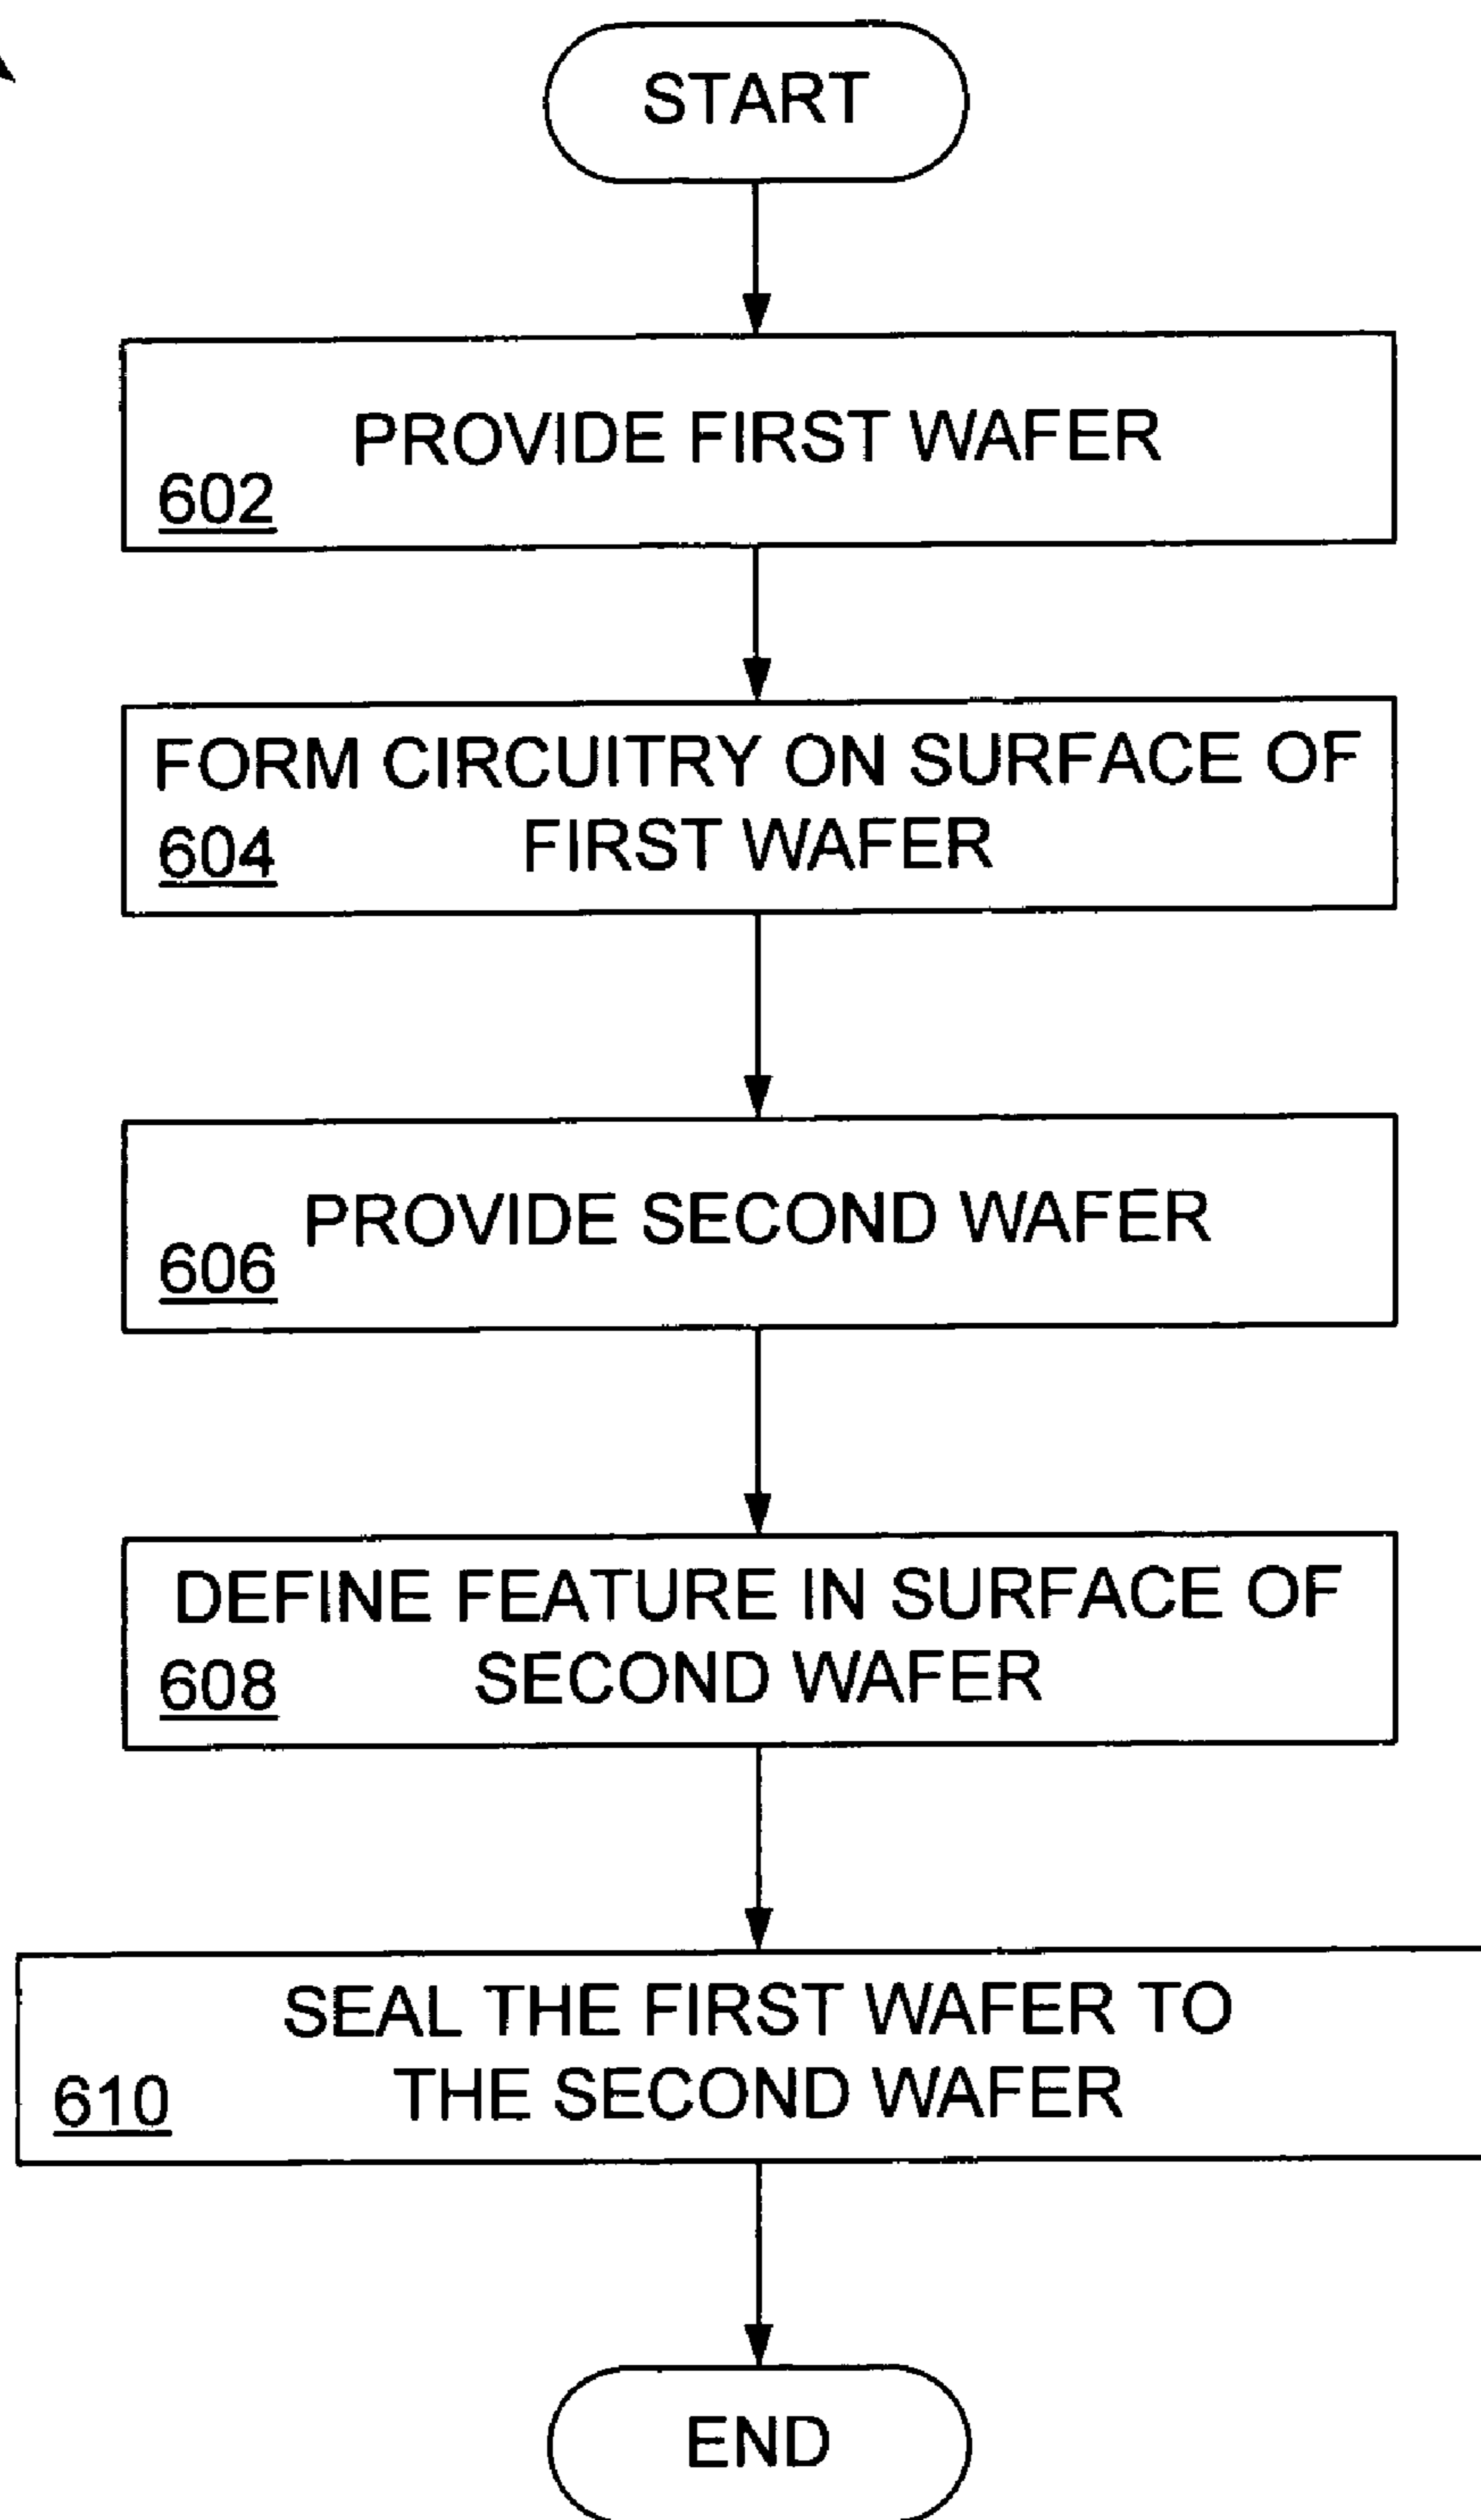 START
PROVIDE FIRST WAFER
602
FORM CIRCUITRY ON SURFACE OF
FIRST WAFER
604
PROVIDE SECOND WAFER
606
DEFINE FEATURE IN SURFACE OF
SECOND WAFER
608
SEAL THE FIRST WAFER TO
THE SECOND WAFER
610
END